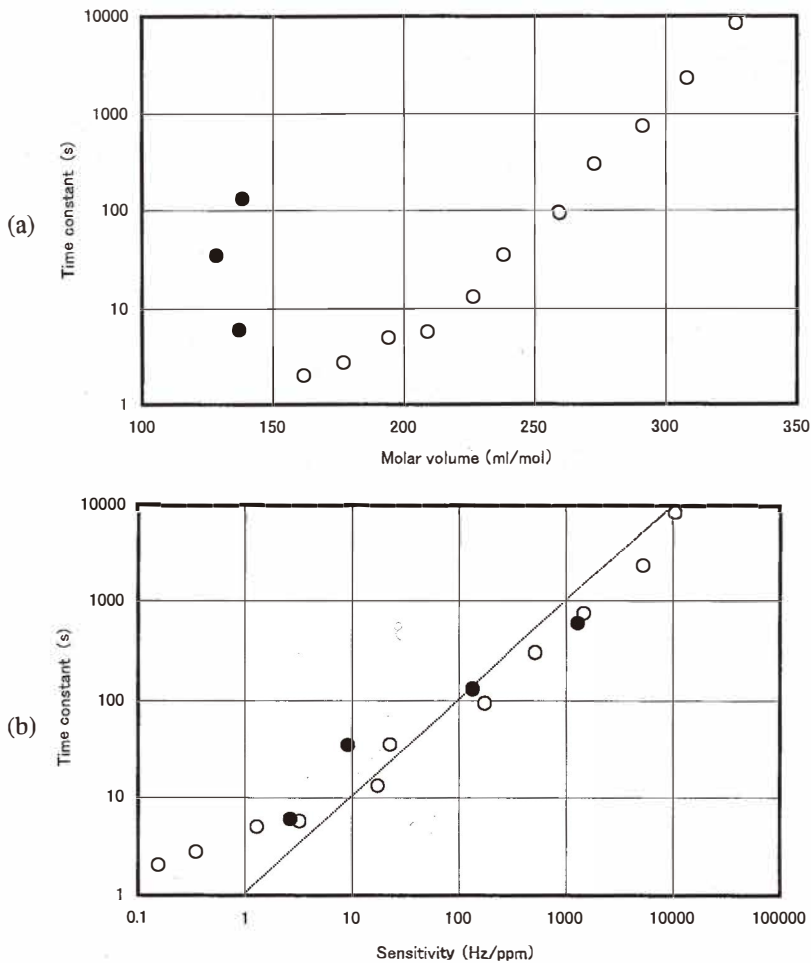 10000
1000
100
10
1
Time constant (s)
(a)
100 150 200 250 300 350
Molar volume (ml/mol)
10000
1000
100
10
1
Time constant (s)
(b)
0.1 1 10 100 1000 10000 100000
Sensitivity (Hz/ppm)